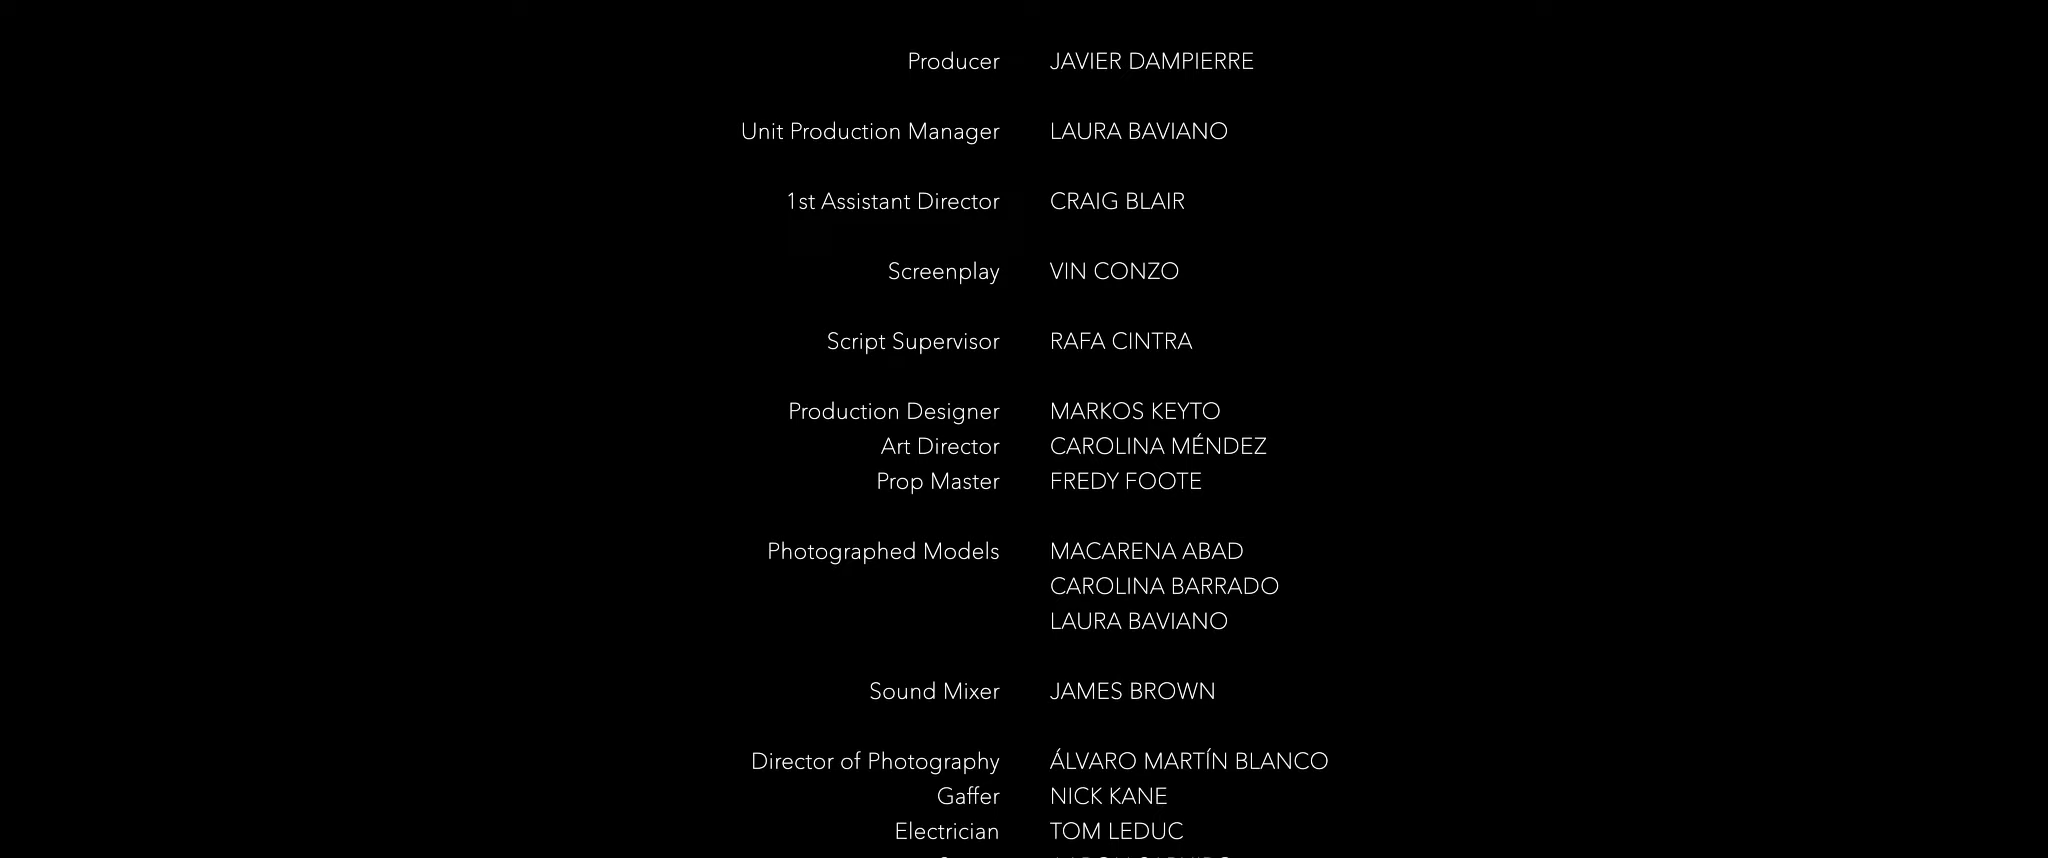 Producer JAVIER DAMPIERRE
Unit Production Manager LAURA BAVIANO
1st Assistant Director CRAIG BLAIR
Screenplay VIN CONZO
Script Supervisor RAFA CINTRA
Production Designer MARKOS KEYTO
Art Director CAROLINA MÉNDEZ
Prop Master FREDY FOOTE
Photographed Models MACARENA ABAD
CAROLINA BARRADO
LAURA BAVIANO
Sound Mixer JAMES BROWN
Director of Photography ÁLVARO MARTÍN BLANCO
Gaffer NICK KANE
Electrician TOM LEDUC